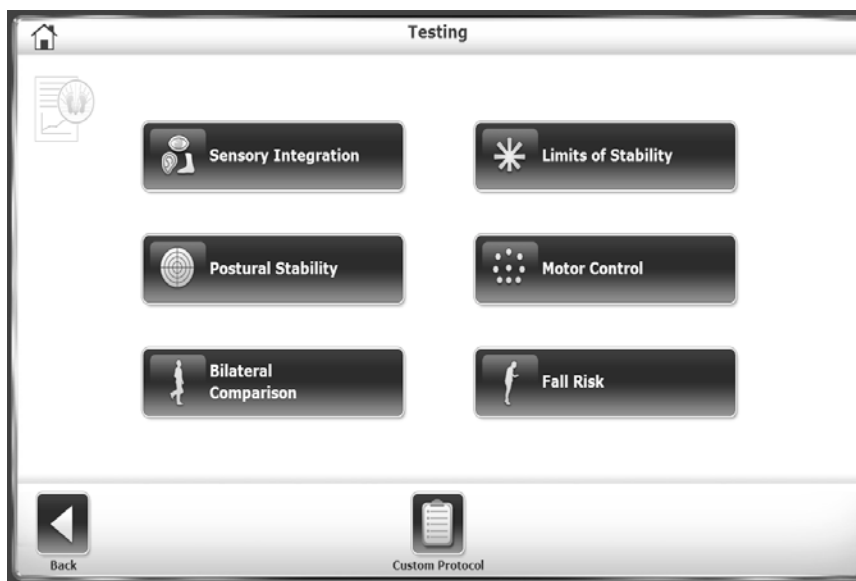 Testing
Sensory Integration
Limits of Stability
Postural Stability
Motor Control
Bilateral
Comparison
Fall Risk
Back
Custom Protocol